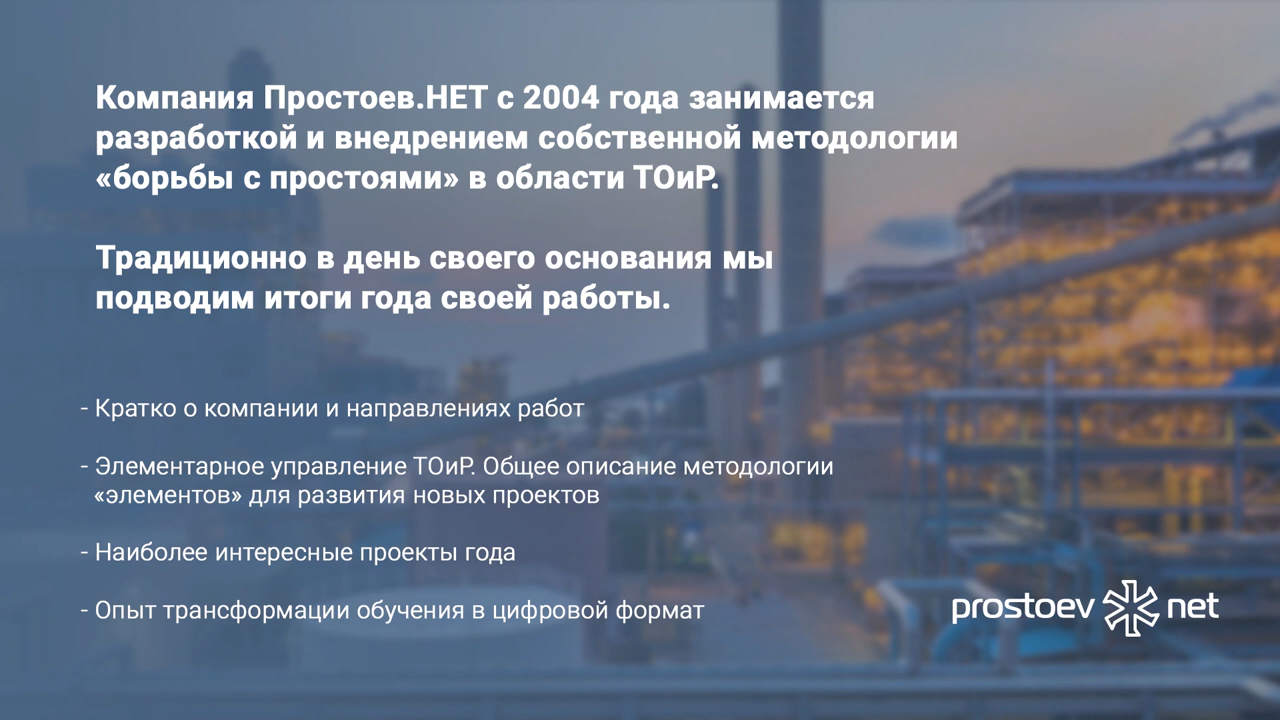 Компания Простоев.НЕТ с 2004 года занимается
разработкой и внедрением собственной методологии
«борьбы с простоями» в области ТОиР.
Традиционно в день своего основания мы
подводим итоги года своей работы.
- Кратко о компании и направлениях работ
- Элементарное управление ТОиР. Общее описание методологии
«элементов» для развития новых проектов
- Наиболее интересные проекты года
- Опыт трансформации обучения в цифровой формат
prostoev net